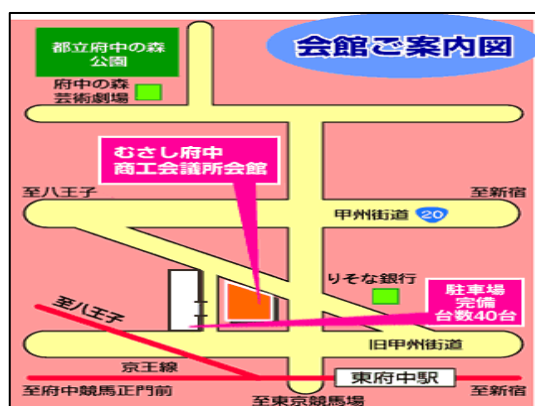 会館ご案内図
都立府中の森
公園
府中の森
芸術劇場
むさし府中
商工会議所会館
至八王子
至新宿
甲州街道 20
りそな銀行
駐車場
完備
台数40台
至八王子
旧甲州街道
京王線
東府中駅
至府中競馬正門前
至新宿
至東京競馬場